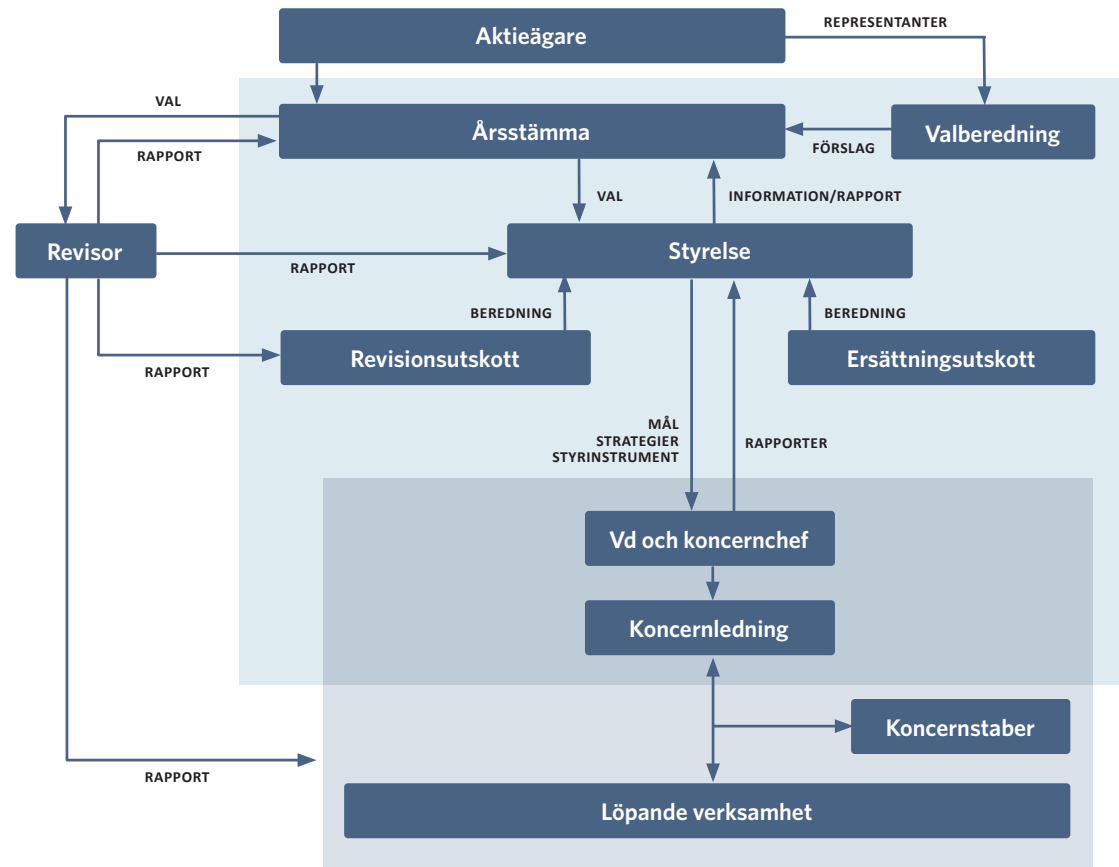 REPRESENTANTER
Aktieägare
VAL
Årsstämma
Valberedning
RAPPORT
FÖRSLAG
VAL
INFORMATION/RAPPORT
Revisor
Styrelse
RAPPORT
BEREDNING
BEREDNING
Revisionsutskott
Ersättningsutskott
RAPPORT
MÅL
STRATEGIER
STYRINSTRUMENT
RAPPORTER
Vd och koncernchef
Koncernledning
Koncernstaber
RAPPORT
Löpande verksamhet